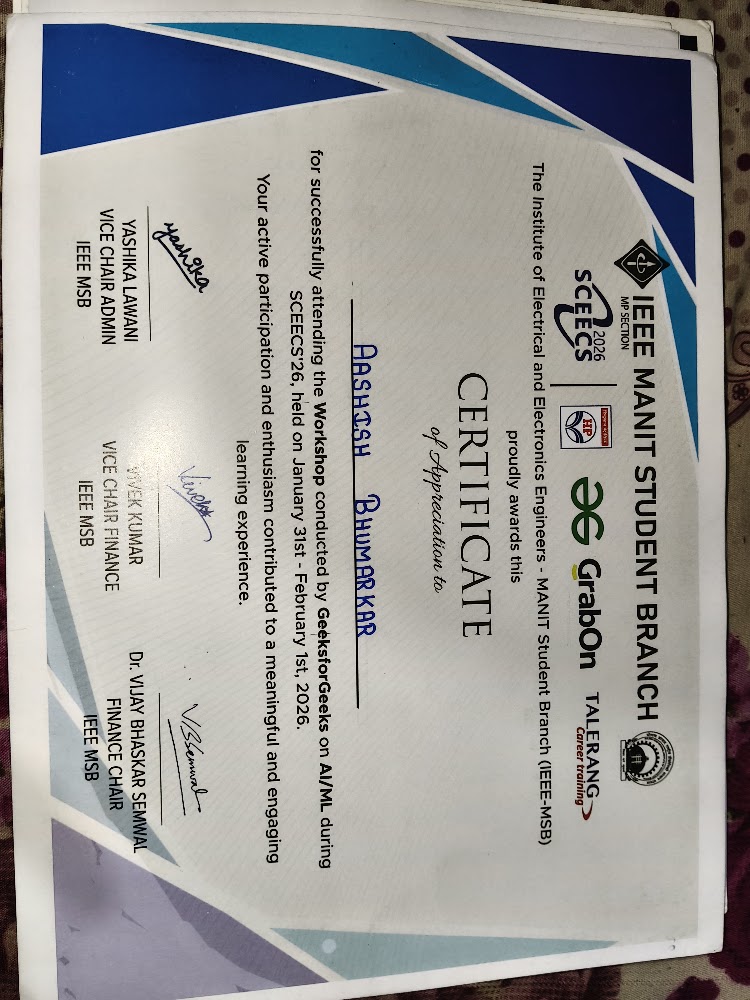 IEEE MANIT STUDENT BRANCH
MP SECTION
2026
SCEECS
HP
GrabOn
TALERANG
Career training
The Institute of Electrical and Electronics Engineers - MANIT Student Branch (IEEE-MSB)
proudly awards this
CERTIFICATE
of Appreciation to
AASHISH BHUMARKAR
for successfully attending the Workshop conducted by GeeksforGeeks on AI/ML during
SCEECS'26, held on January 31st - February 1st, 2026.
Your active participation and enthusiasm contributed to a meaningful and engaging
learning experience.
yashika
YASHIKA LAWANI
VICE CHAIR ADMIN
IEEE MSB
Vivek
VIVEK KUMAR
VICE CHAIR FINANCE
IEEE MSB
VBSemwal
Dr. VIJAY BHASKAR SEMWAL
FINANCE CHAIR
IEEE MSB